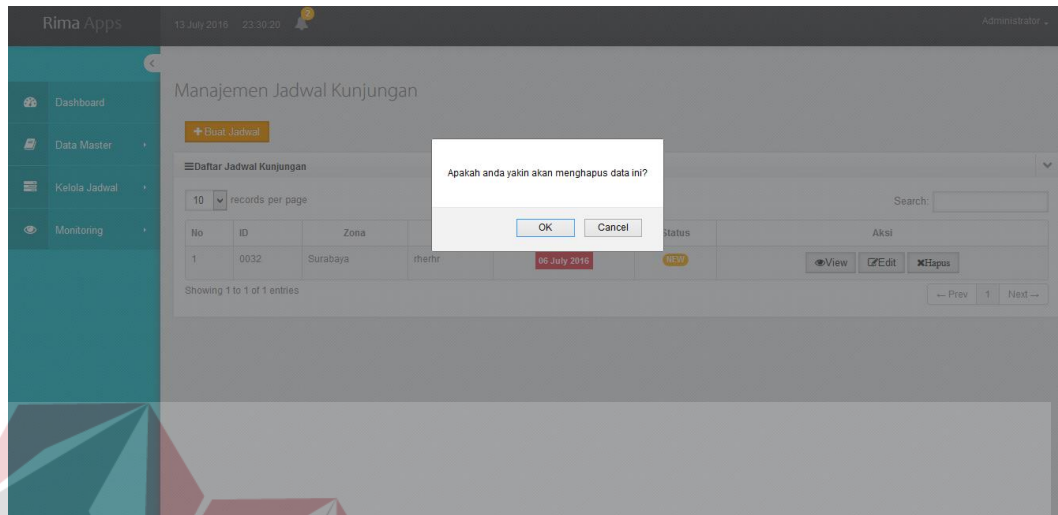 Rima Apps
13 July 2016 23:30:20
2
Administrator
Dashboard
Data Master
Kelola Jadwal
Monitoring
Manajemen Jadwal Kunjungan
Buat Jadwal
Daftar Jadwal Kunjungan
Apakah anda yakin akan menghapus data ini?
OK Cancel
10 records per page
Search:
No ID Zona Status Aksi
1 0032 Surabaya rherhr 06 July 2016 NEW View Edit Hapus
Showing 1 to 1 of 1 entries
← Prev 1 Next →